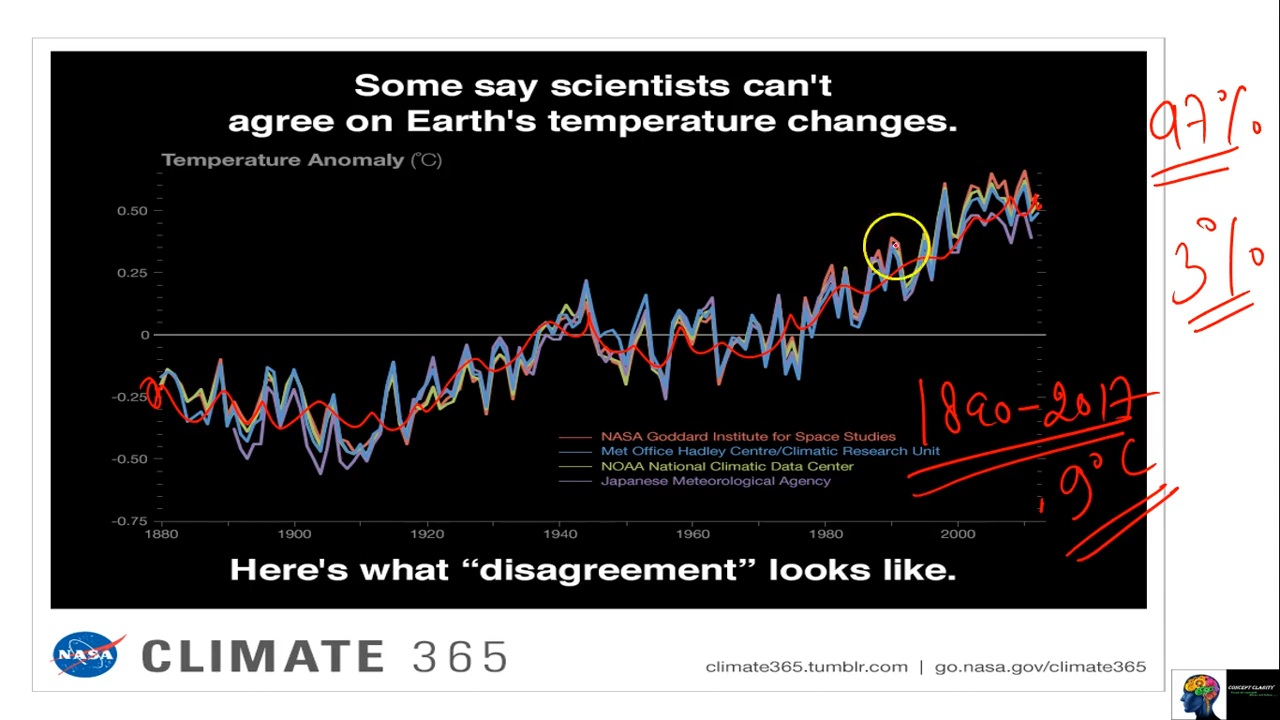 Some say scientists can't
agree on Earth's temperature changes.
Temperature Anomaly (°C)
0.50
0.25
0
-0.25
-0.50
-0.75
1880 1900 1920 1940 1960 1980 2000
NASA Goddard Institute for Space Studies
Met Office Hadley Centre/Climatic Research Unit
NOAA National Climatic Data Center
Japanese Meteorological Agency
Here's what “disagreement” looks like.
97%
3%
1890-2017
.9°C
NASA
CLIMATE 365
climate365.tumblr.com | go.nasa.gov/climate365
CONCEPT CLARITY